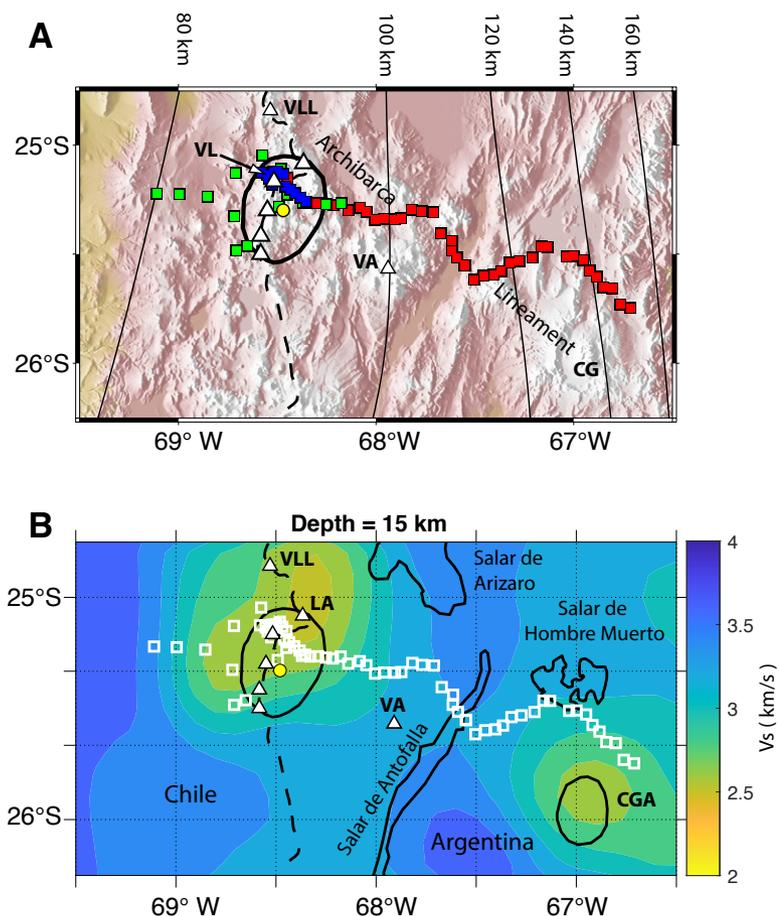 A
80 km
100 km
120 km
140 km
160 km
VLL
VL
Archibarca
VA
Lineament
CG
25°S
26°S
69° W
68°W
67°W
B
Depth = 15 km
VLL
LA
Salar de
Arizaro
Salar de
Hombre Muerto
VA
Salar de Antofalla
Chile
Argentina
CGA
25°S
26°S
69° W
68° W
67° W
4
3.5
3
2.5
2
Vs ( km/s )